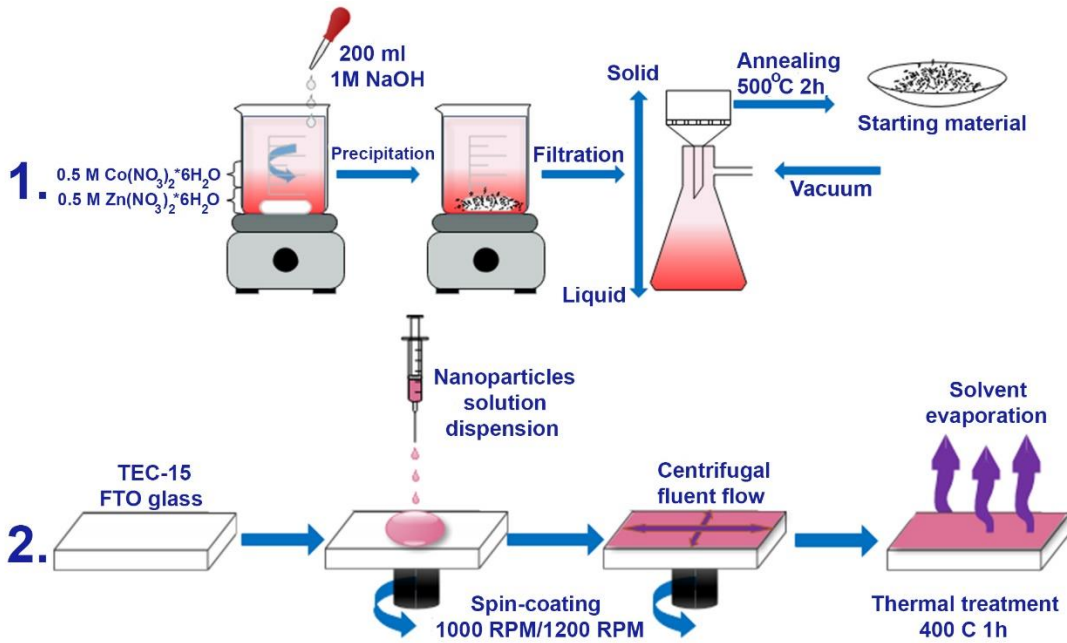 200 ml
1M NaOH
1.
0.5 M Co(NO₃)₂*6H₂O
0.5 M Zn(NO₃)₂*6H₂O
Precipitation
Filtration
Solid
Liquid
Annealing
500°C 2h
Starting material
Vacuum
2.
TEC-15
FTO glass
Nanoparticles
solution
dispension
Spin-coating
1000 RPM/1200 RPM
Centrifugal
fluent flow
Solvent
evaporation
Thermal treatment
400 C 1h